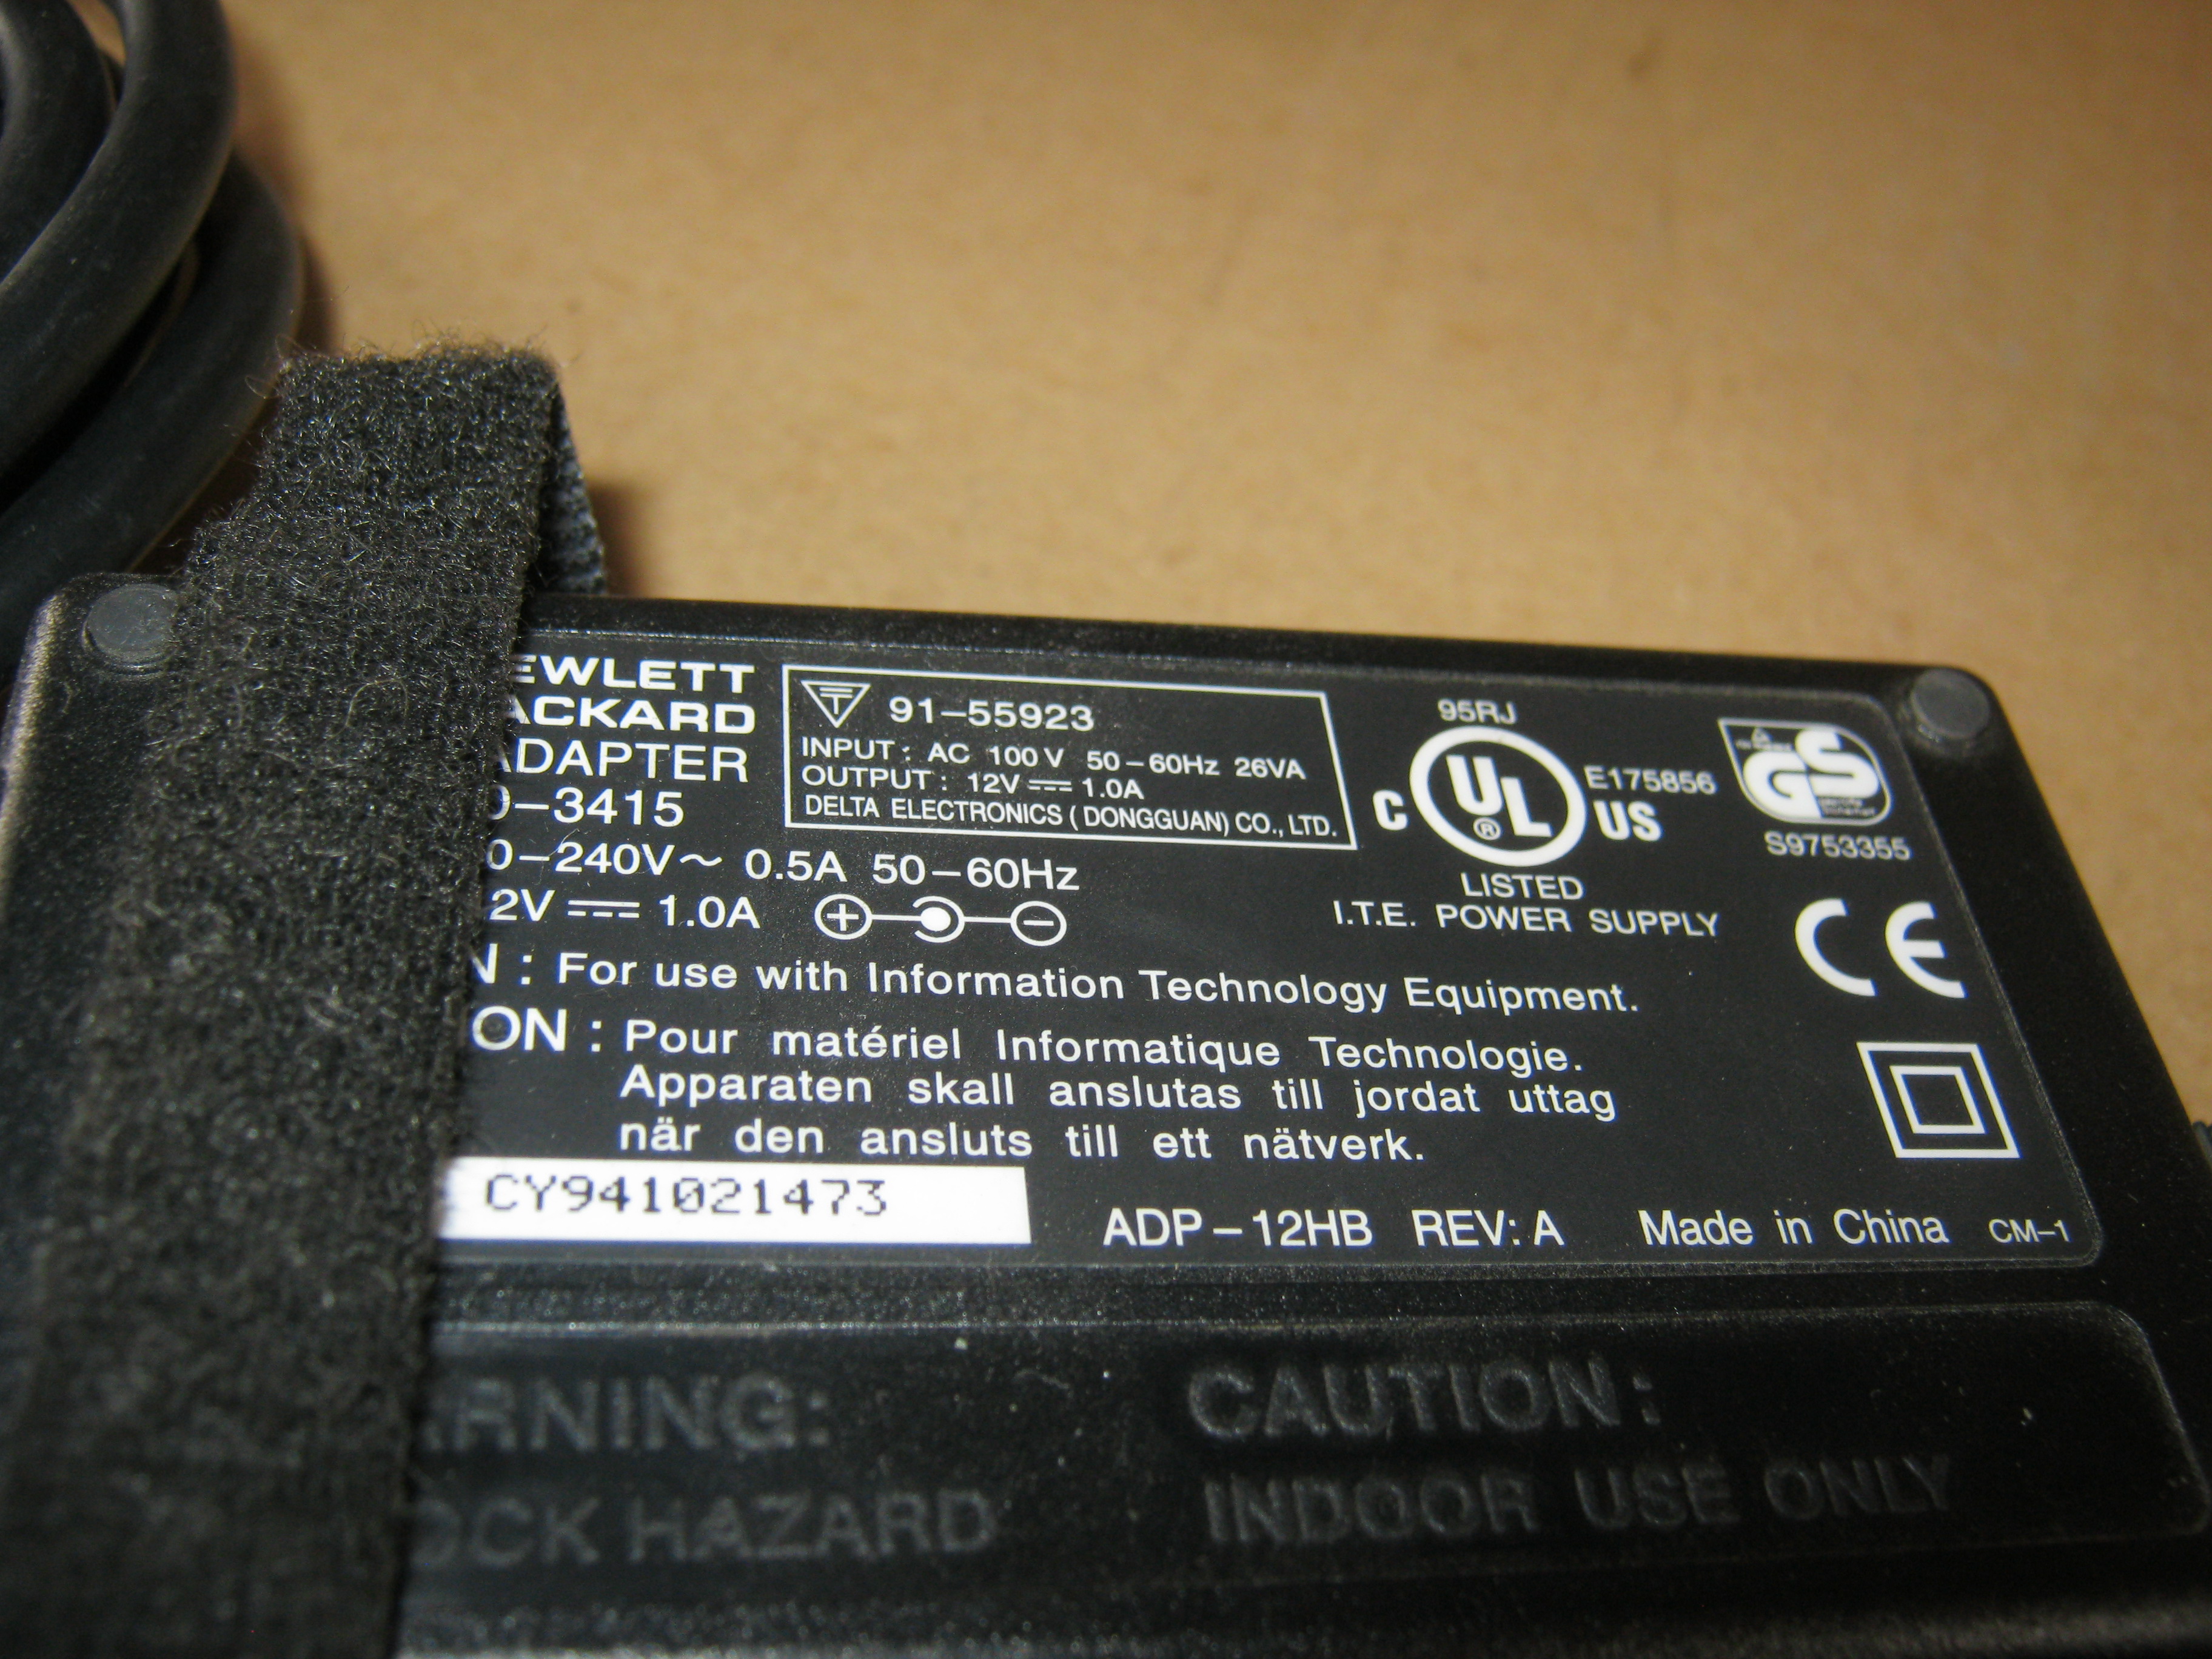 EWLETT
ACKARD
ADAPTER
0-3415
0-240V~ 0.5A 50-60Hz
2V 1.0A + -
N : For use with Information Technology Equipment.
ON : Pour matériel Informatique Technologie.
Apparaten skall anslutas till jordat uttag
när den ansluts till ett nätverk.
CY941021473
T 91-55923
INPUT : AC 100V 50-60Hz 26VA
OUTPUT : 12V 1.0A
DELTA ELECTRONICS ( DONGGUAN) CO., LTD.
95RJ
C UL ® US E175856
LISTED
I.T.E. POWER SUPPLY
GS
S9753355
CE
ADP-12HB REV: A Made in China CM-1
RNING:
OCK HAZARD
CAUTION:
INDOOR USE ONLY